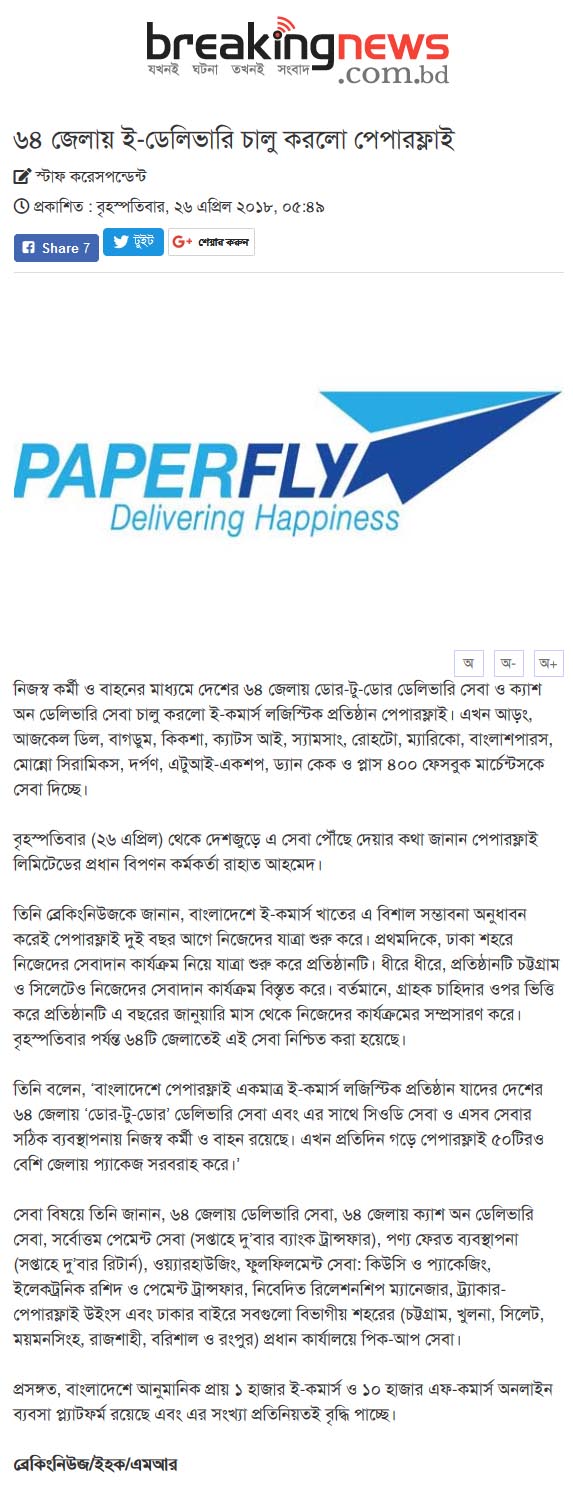 breakingnews
যখনই ঘটনা তখনই সংবাদ .com.bd
৬৪ জেলায় ই-ডেলিভারি চালু করলো পেপারফ্লাই
স্টাফ করেসপন্ডেন্ট
প্রকাশিত : বৃহস্পতিবার, ২৬ এপ্রিল ২০১৮, ০৫:৪৯
Share 7 টুইট G+ শেয়ার করুন
PAPERFLY
Delivering Happiness
অ অ- অ+
নিজস্ব কর্মী ও বাহনের মাধ্যমে দেশের ৬৪ জেলায় ডোর-টু-ডোর ডেলিভারি সেবা ও ক্যাশ
অন ডেলিভারি সেবা চালু করলো ই-কমার্স লজিস্টিক প্রতিষ্ঠান পেপারফ্লাই। এখন আড়ং,
আজকেল ডিল, বাগডুম, কিকশা, ক্যাটস আই, স্যামসাং, রোহটো, ম্যারিকো, বাংলাশপারস,
মোন্নো সিরামিকস, দর্পণ, এটুআই-একশপ, ড্যান কেক ও প্লাস ৪০০ ফেসবুক মার্চেন্টসকে
সেবা দিচ্ছে।
বৃহস্পতিবার (২৬ এপ্রিল) থেকে দেশজুড়ে এ সেবা পৌঁছে দেয়ার কথা জানান পেপারফ্লাই
লিমিটেডের প্রধান বিপণন কর্মকর্তা রাহাত আহমেদ।
তিনি ব্রেকিংনিউজকে জানান, বাংলাদেশে ই-কমার্স খাতের এ বিশাল সম্ভাবনা অনুধাবন
করেই পেপারফ্লাই দুই বছর আগে নিজেদের যাত্রা শুরু করে। প্রথমদিকে, ঢাকা শহরে
নিজেদের সেবাদান কার্যক্রম নিয়ে যাত্রা শুরু করে প্রতিষ্ঠানটি। ধীরে ধীরে, প্রতিষ্ঠানটি চট্টগ্রাম
ও সিলেটেও নিজেদের সেবাদান কার্যক্রম বিস্তৃত করে। বর্তমানে, গ্রাহক চাহিদার ওপর ভিত্তি
করে প্রতিষ্ঠানটি এ বছরের জানুয়ারি মাস থেকে নিজেদের কার্যক্রমের সম্প্রসারণ করে।
বৃহস্পতিবার পর্যন্ত ৬৪টি জেলাতেই এই সেবা নিশ্চিত করা হয়েছে।
তিনি বলেন, ‘বাংলাদেশে পেপারফ্লাই একমাত্র ই-কমার্স লজিস্টিক প্রতিষ্ঠান যাদের দেশের
৬৪ জেলায় ‘ডোর-টু-ডোর’ ডেলিভারি সেবা এবং এর সাথে সিওডি সেবা ও এসব সেবার
সঠিক ব্যবস্থাপনায় নিজস্ব কর্মী ও বাহন রয়েছে। এখন প্রতিদিন গড়ে পেপারফ্লাই ৫০টিরও
বেশি জেলায় প্যাকেজ সরবরাহ করে।’
সেবা বিষয়ে তিনি জানান, ৬৪ জেলায় ডেলিভারি সেবা, ৬৪ জেলায় ক্যাশ অন ডেলিভারি
সেবা, সর্বোত্তম পেমেন্ট সেবা (সপ্তাহে দু’বার ব্যাংক ট্রান্সফার), পণ্য ফেরত ব্যবস্থাপনা
(সপ্তাহে দু’বার রিটার্ন), ওয়্যারহাউজিং, ফুলফিলমেন্ট সেবা: কিউসি ও প্যাকেজিং,
ইলেকট্রনিক রশিদ ও পেমেন্ট ট্রান্সফার, নিবেদিত রিলেশনশিপ ম্যানেজার, ট্র্যাকার-
পেপারফ্লাই উইংস এবং ঢাকার বাইরে সবগুলো বিভাগীয় শহরের (চট্টগ্রাম, খুলনা, সিলেট,
ময়মনসিংহ, রাজশাহী, বরিশাল ও রংপুর) প্রধান কার্যালয়ে পিক-আপ সেবা।
প্রসঙ্গত, বাংলাদেশে আনুমানিক প্রায় ১ হাজার ই-কমার্স ও ১০ হাজার এফ-কমার্স অনলাইন
ব্যবসা প্ল্যাটফর্ম রয়েছে এবং এর সংখ্যা প্রতিনিয়তই বৃদ্ধি পাচ্ছে।
ব্রেকিংনিউজ/ইহক/এমআর